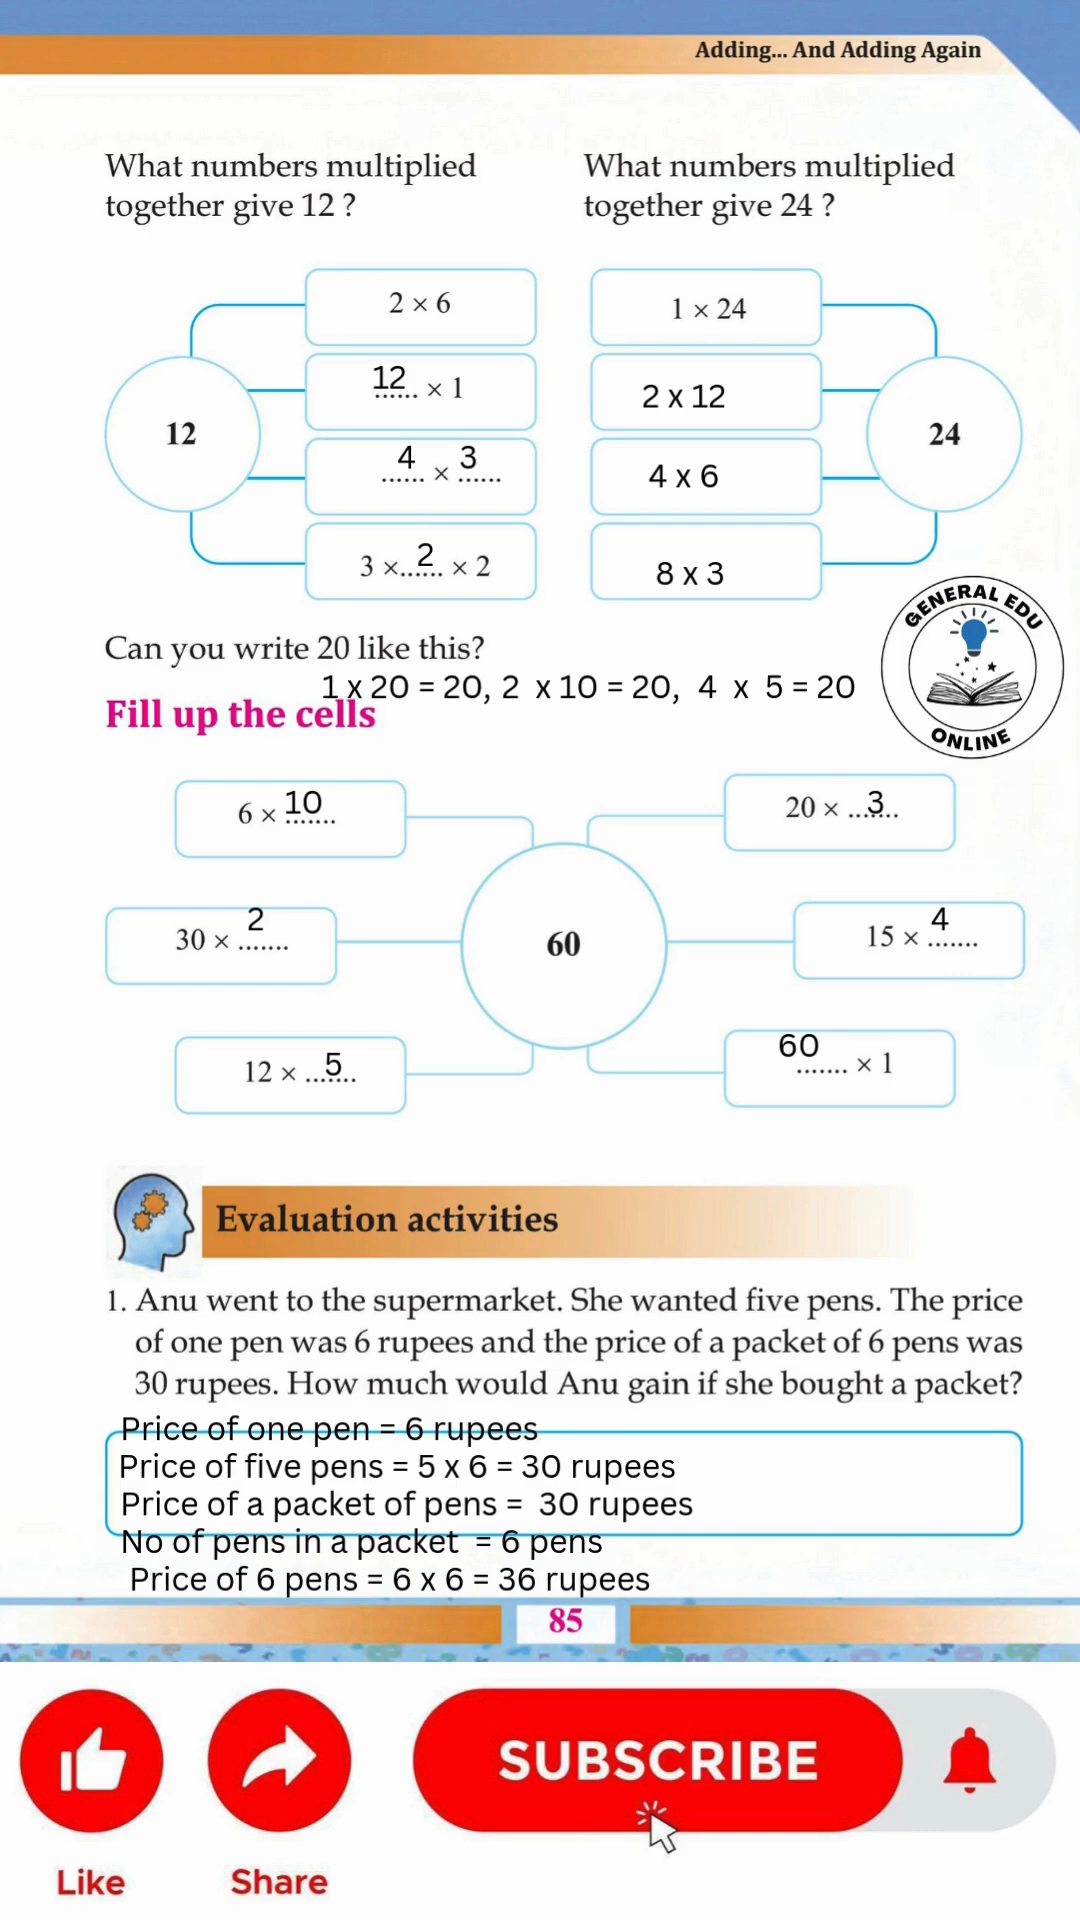 Adding... And Adding Again
What numbers multiplied
together give 12 ?
2 × 6
12 ...... × 1
4 ...... × 3 ......
3 × 2 ...... × 2
12
What numbers multiplied
together give 24 ?
1 × 24
2 x 12
4 x 6
8 x 3
24
GENERAL EDU
ONLINE
Can you write 20 like this?
1 x 20 = 20, 2 x 10 = 20, 4 x 5 = 20
Fill up the cells
6 × 10 .......
20 × ...3....
30 × 2 .......
60
15 × 4 .......
12 × ...5....
60 ....... × 1
Evaluation activities
1. Anu went to the supermarket. She wanted five pens. The price
of one pen was 6 rupees and the price of a packet of 6 pens was
30 rupees. How much would Anu gain if she bought a packet?
Price of one pen = 6 rupees
Price of five pens = 5 x 6 = 30 rupees
Price of a packet of pens = 30 rupees
No of pens in a packet = 6 pens
Price of 6 pens = 6 x 6 = 36 rupees
85
SUBSCRIBE
Like
Share